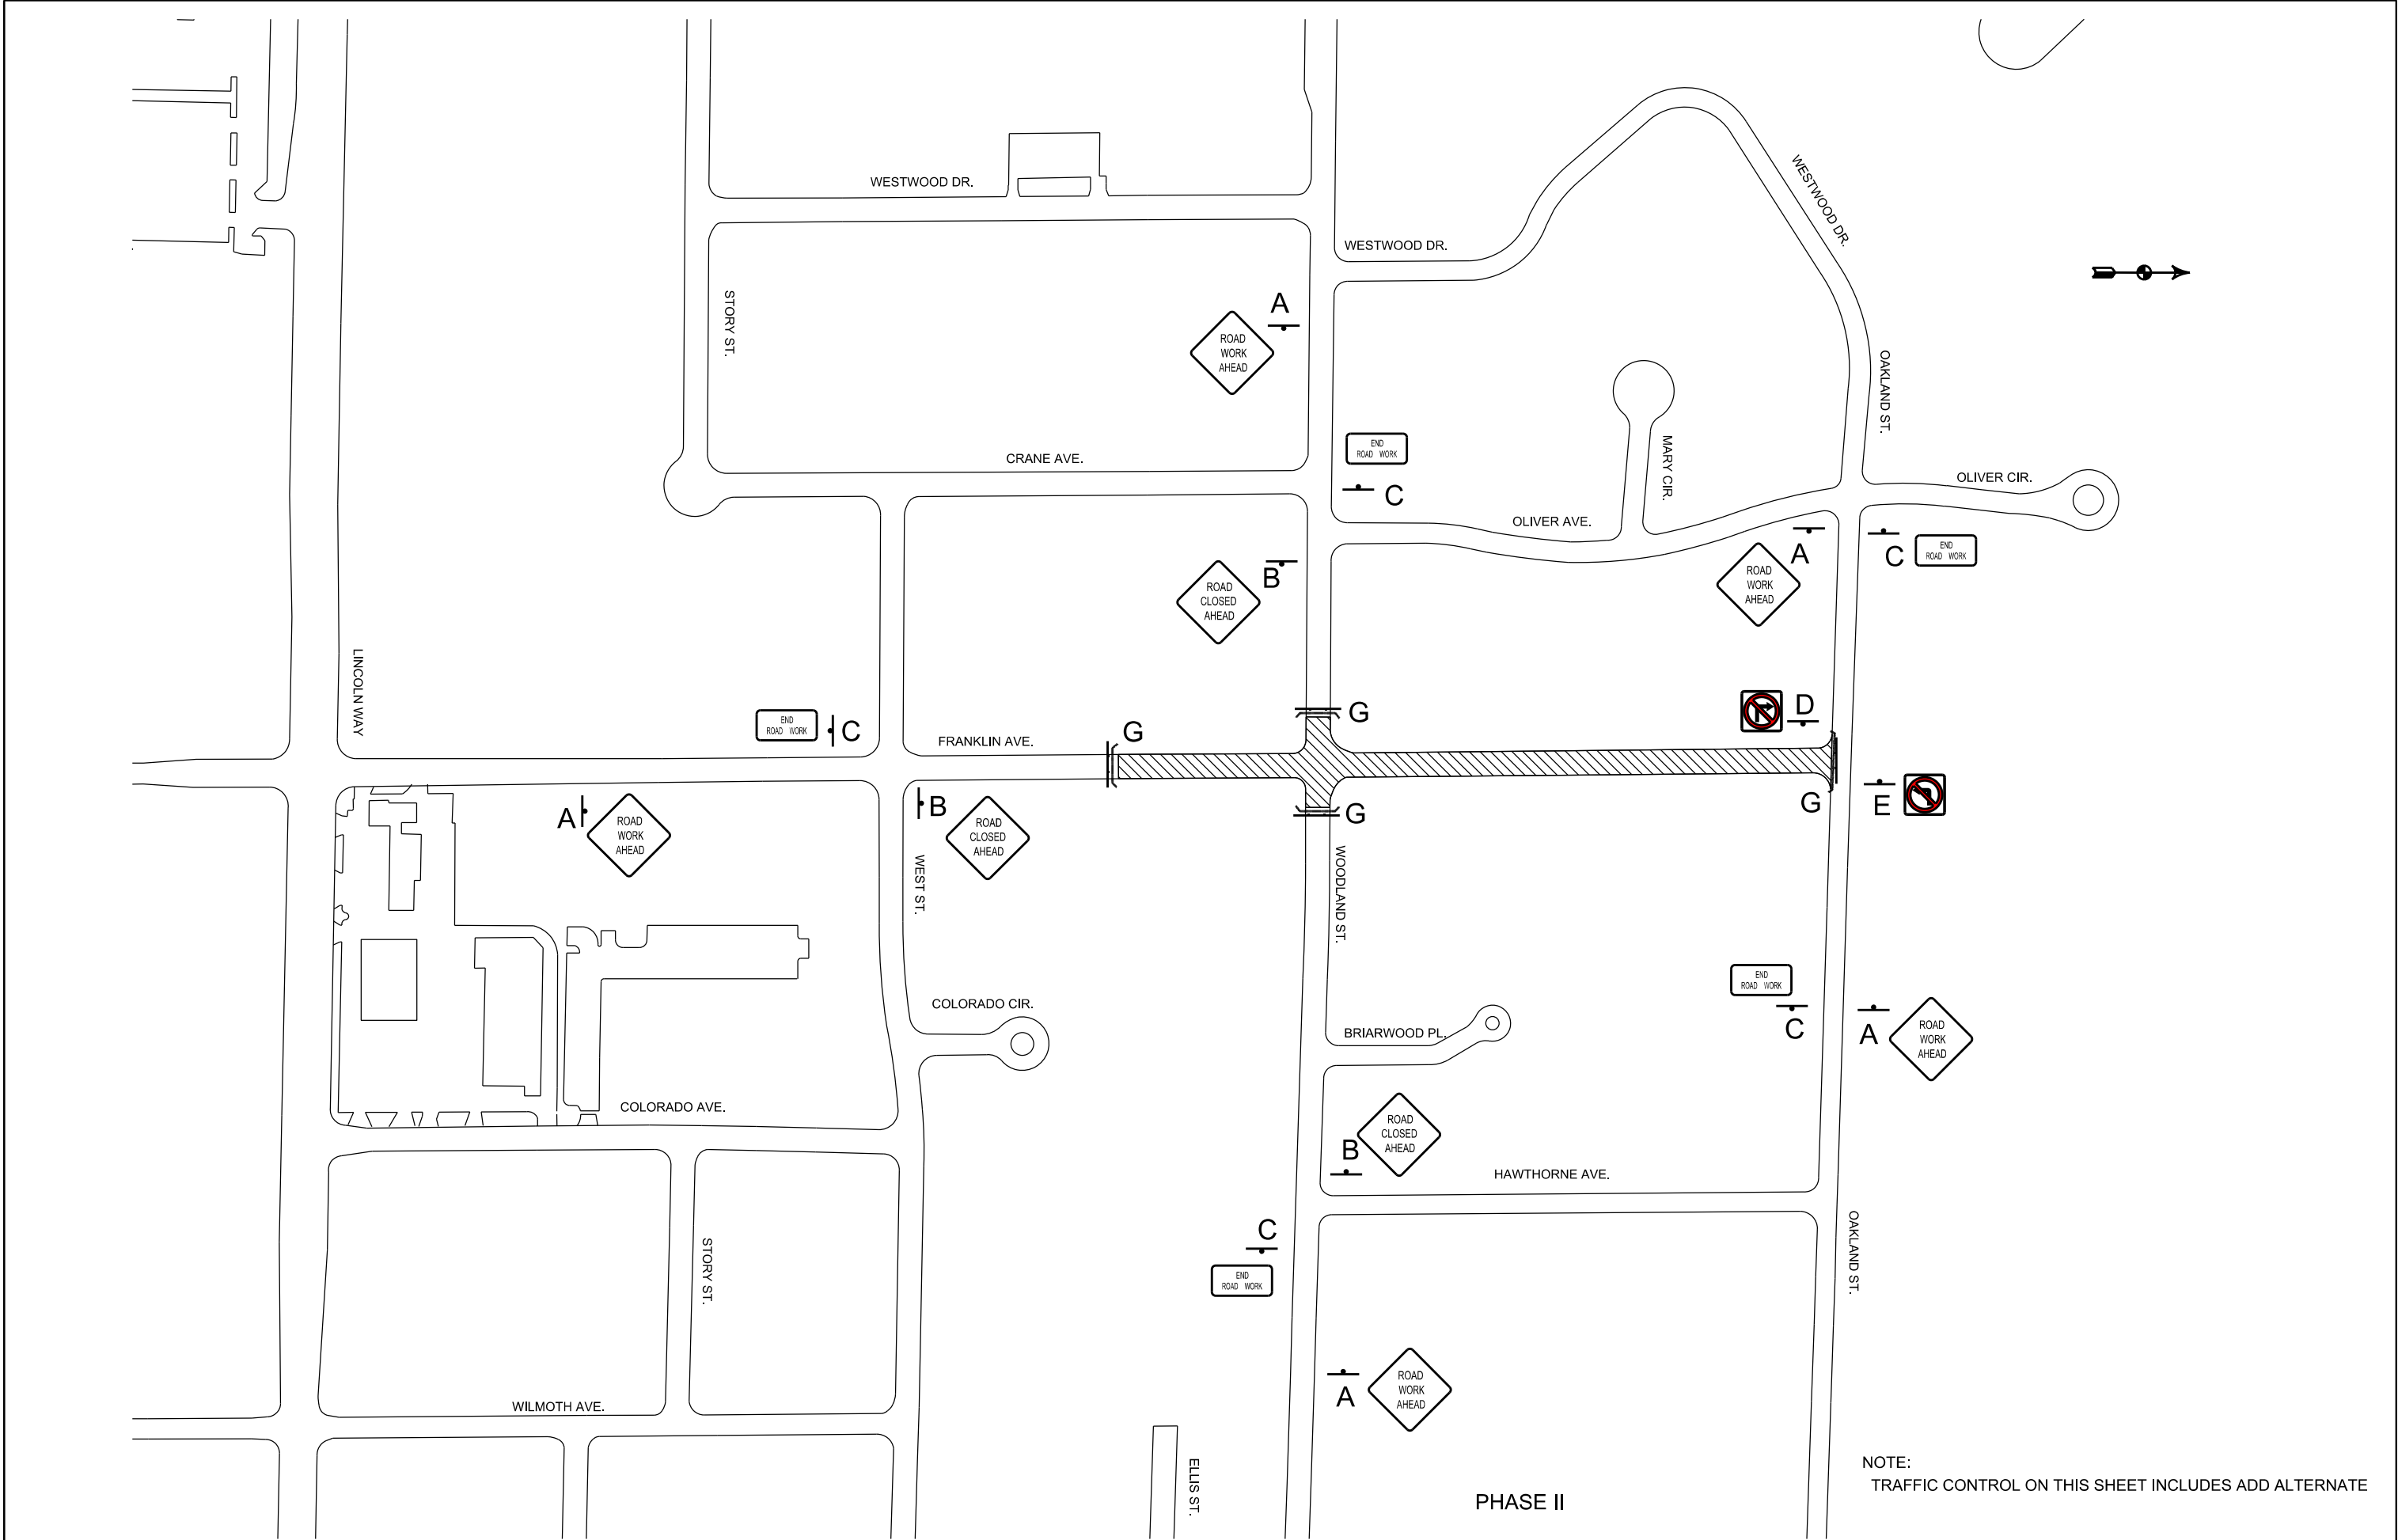 WESTWOOD DR.
WESTWOOD DR.
WESTWOOD DR.
STORY ST.
A
ROAD
WORK
AHEAD
OAKLAND ST.
END
ROAD WORK
C
CRANE AVE.
MARY CIR.
OLIVER CIR.
OLIVER AVE.
A
ROAD
WORK
AHEAD
C
END
ROAD WORK
B
ROAD
CLOSED
AHEAD
LINCOLN WAY
END
ROAD WORK
C
FRANKLIN AVE.
G
G
D
G
E
G
A
ROAD
WORK
AHEAD
B
ROAD
CLOSED
AHEAD
WEST ST.
WOODLAND ST.
END
ROAD WORK
C
A
ROAD
WORK
AHEAD
COLORADO CIR.
BRIARWOOD PL.
COLORADO AVE.
B
ROAD
CLOSED
AHEAD
HAWTHORNE AVE.
C
END
ROAD WORK
STORY ST.
OAKLAND ST.
A
ROAD
WORK
AHEAD
WILMOTH AVE.
ELLIS ST.
PHASE II
NOTE:
TRAFFIC CONTROL ON THIS SHEET INCLUDES ADD ALTERNATE